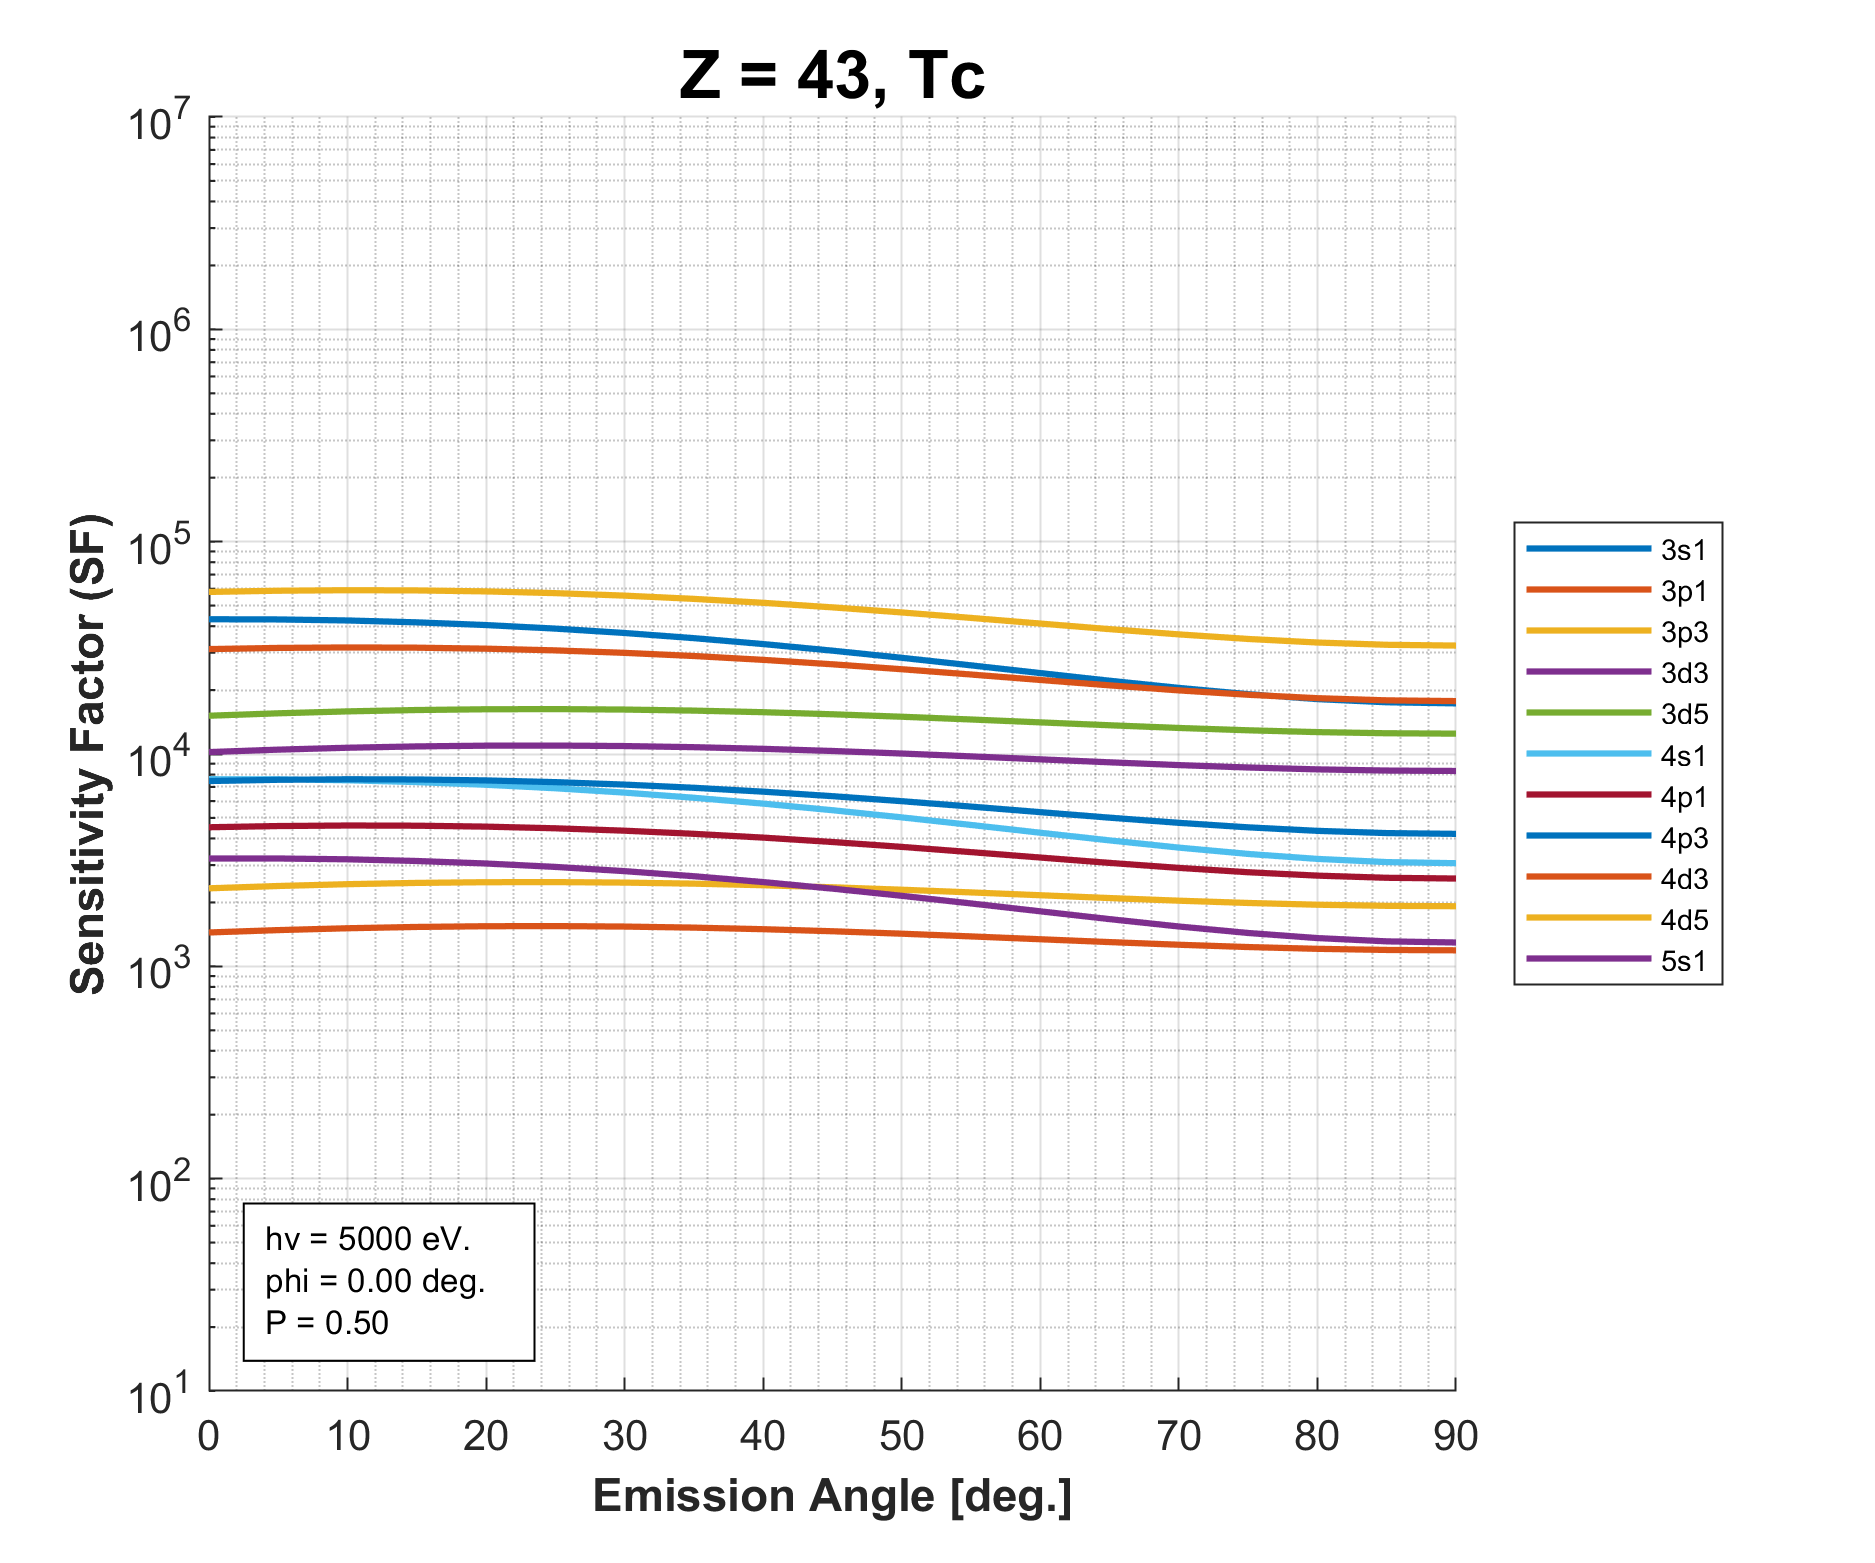 Z = 43, Tc
10^7
10^6
10^5
10^4
10^3
10^2
10^1
Sensitivity Factor (SF)
0 10 20 30 40 50 60 70 80 90
Emission Angle [deg.]
hv = 5000 eV.
phi = 0.00 deg.
P = 0.50
3s1
3p1
3p3
3d3
3d5
4s1
4p1
4p3
4d3
4d5
5s1